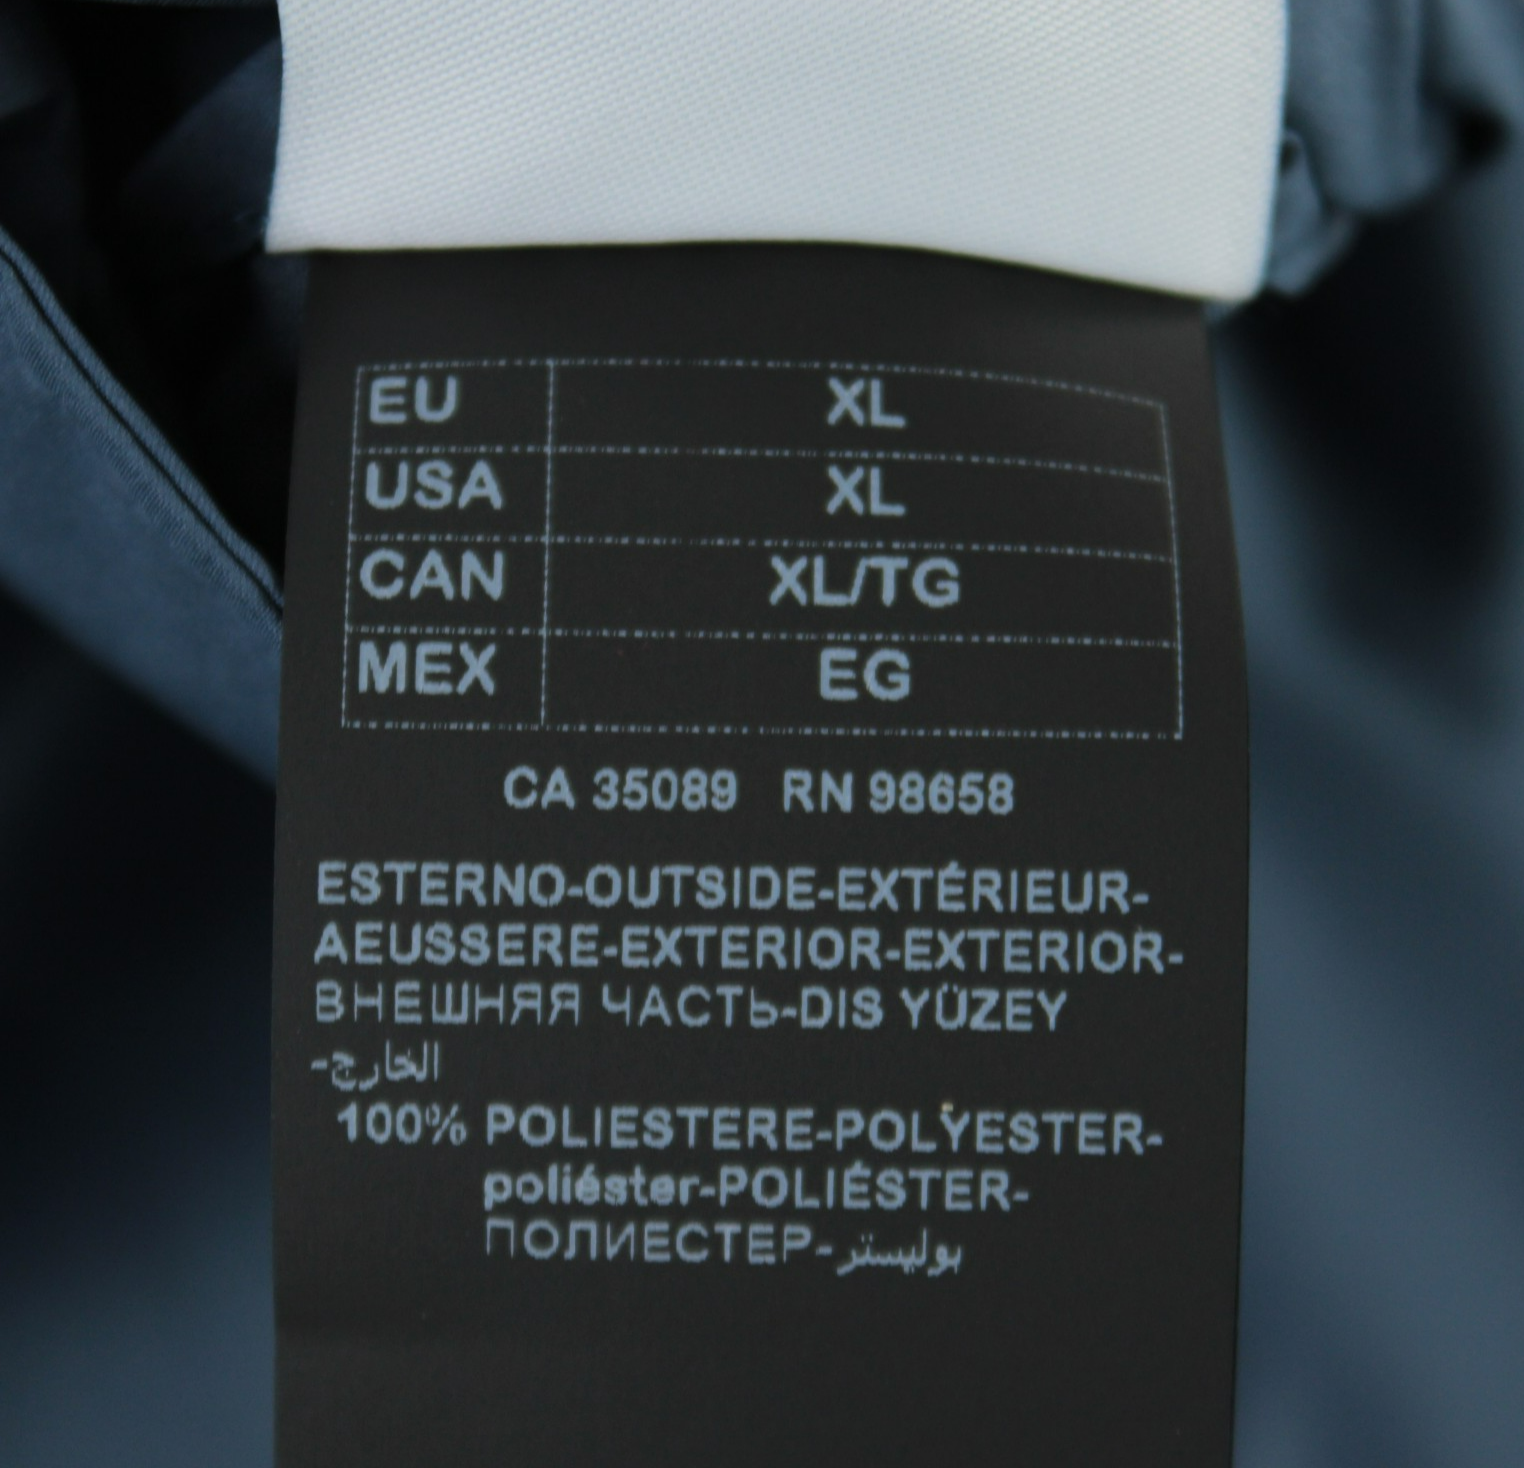 EU XL
USA XL
CAN XL/TG
MEX EG
CA 35089 RN 98658
ESTERNO-OUTSIDE-EXTÉRIEUR-
AEUSSERE-EXTERIOR-EXTERIOR-
ВНЕШНЯЯ ЧАСТЬ-DIS YÜZEY
-الخارج
100% POLIESTERE-POLYESTER-
poliéster-POLIÉSTER-
ПОЛИЕСТЕР-بوليستر